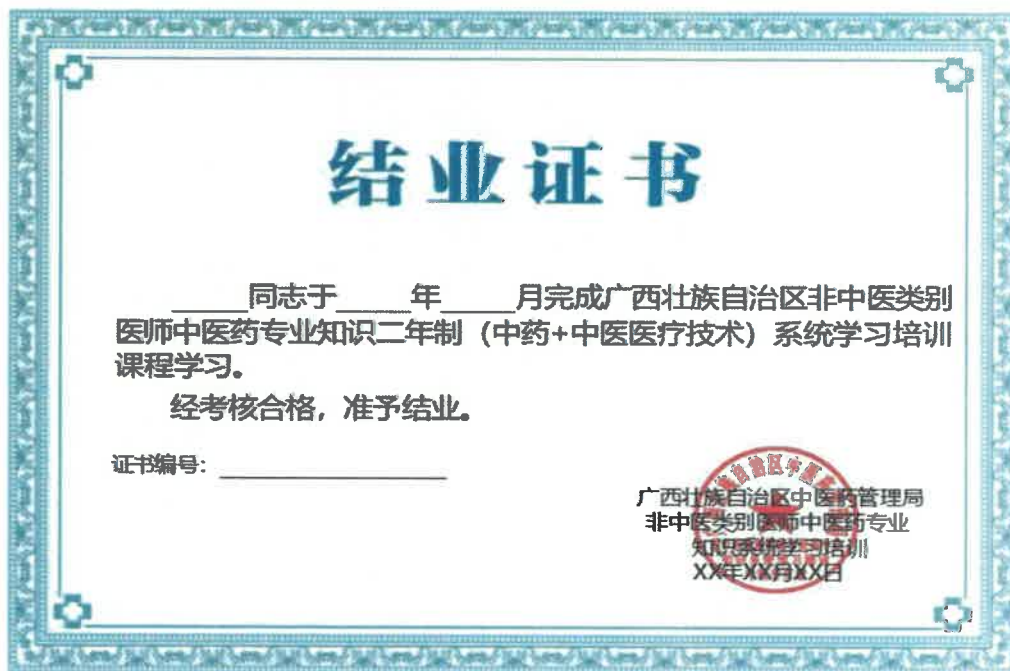 结业证书
_____同志于_____年_____月完成广西壮族自治区非中医类别
医师中医药专业知识二年制（中药+中医医疗技术）系统学习培训
课程学习。
经考核合格，准予结业。
证书编号：_______________
广西壮族自治区中医药管理局
非中医类别医师中医药专业
知识系统学习培训
XX年XX月XX日